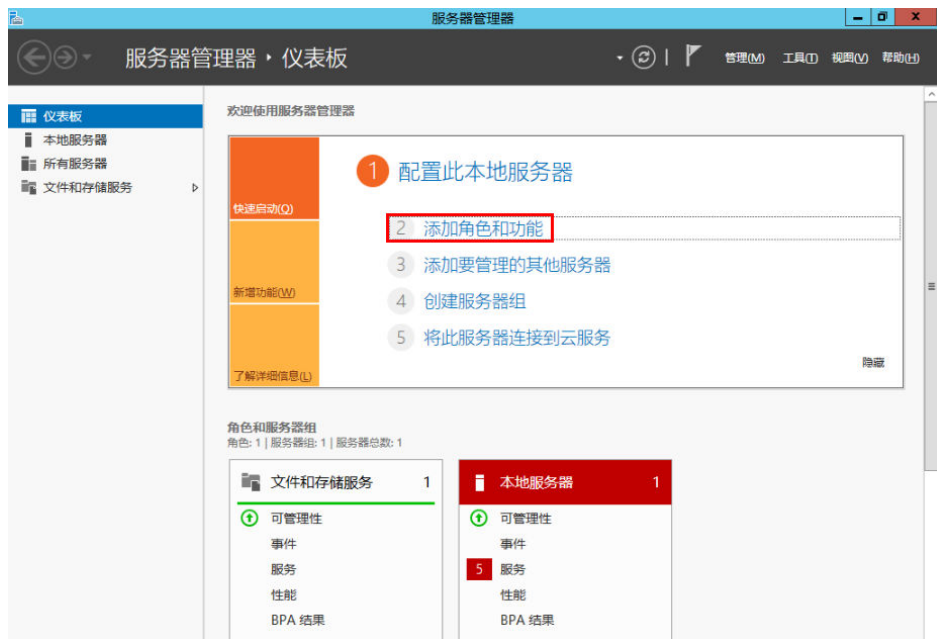 服务器管理器
服务器管理器 · 仪表板
管理(M) 工具(T) 视图(V) 帮助(H)
仪表板
本地服务器
所有服务器
文件和存储服务
欢迎使用服务器管理器
快速启动(Q)
新增功能(W)
了解详细信息(L)
1 配置此本地服务器
2 添加角色和功能
3 添加要管理的其他服务器
4 创建服务器组
5 将此服务器连接到云服务
隐藏
角色和服务器组
角色: 1 | 服务器组: 1 | 服务器总数: 1
文件和存储服务 1
可管理性
事件
服务
性能
BPA 结果
本地服务器 1
可管理性
事件
5 服务
性能
BPA 结果